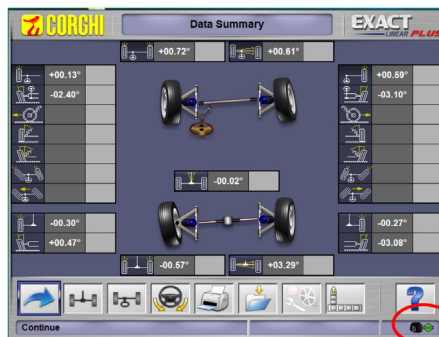 CORGHI
Data Summary
EXACT
LINEAR PLUS
+00.72° +00.61°
+00.13° +00.59°
-02.40° -03.10°
-00.02°
-00.30° -00.27°
+00.47° -03.08°
-00.57° +03.29°
?
Continue